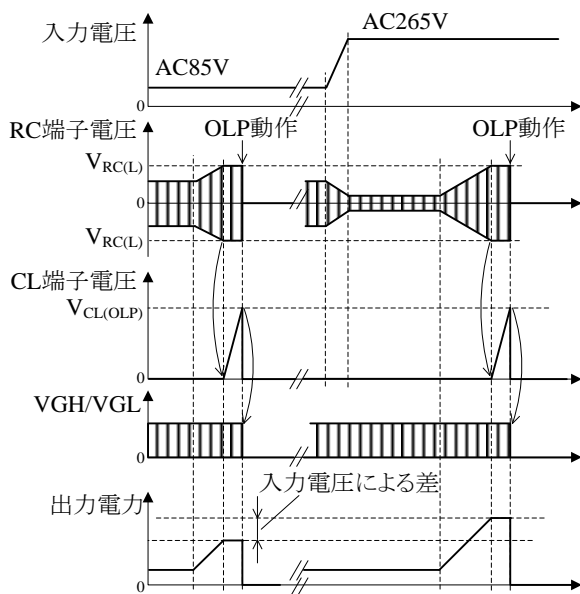 入力電圧
AC265V
AC85V
0
RC端子電圧
OLP動作
OLP動作
VRC(L)
0
VRC(L)
CL端子電圧
VCL(OLP)
0
VGH/VGL
0
入力電圧による差
出力電力
0